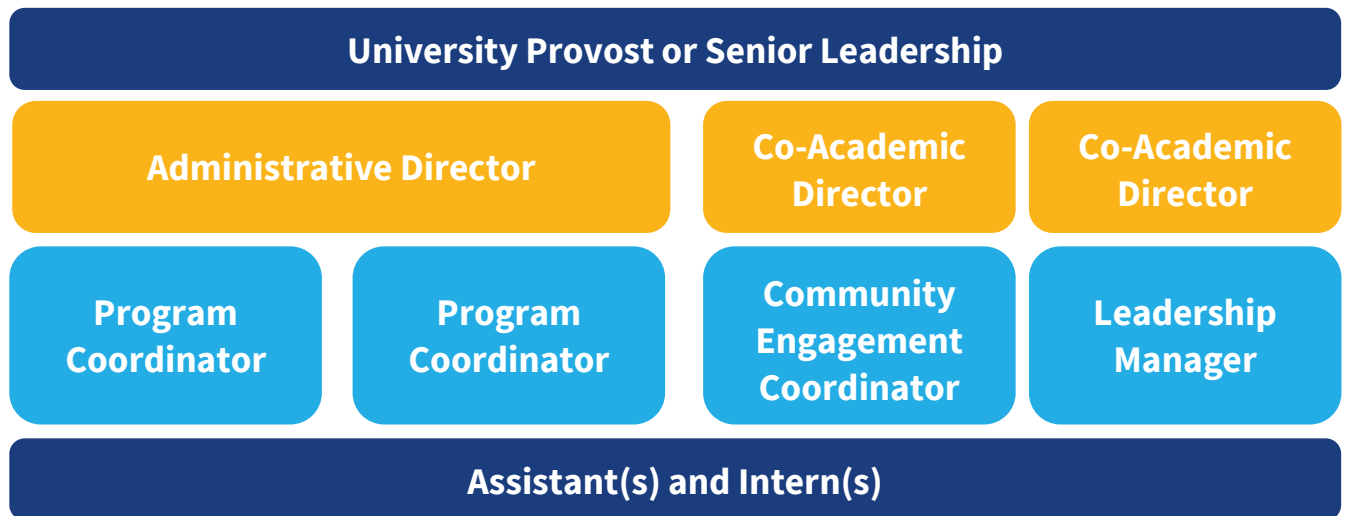 University Provost or Senior Leadership
Administrative Director
Co-Academic
Director
Co-Academic
Director
Program
Coordinator
Program
Coordinator
Community
Engagement
Coordinator
Leadership
Manager
Assistant(s) and Intern(s)